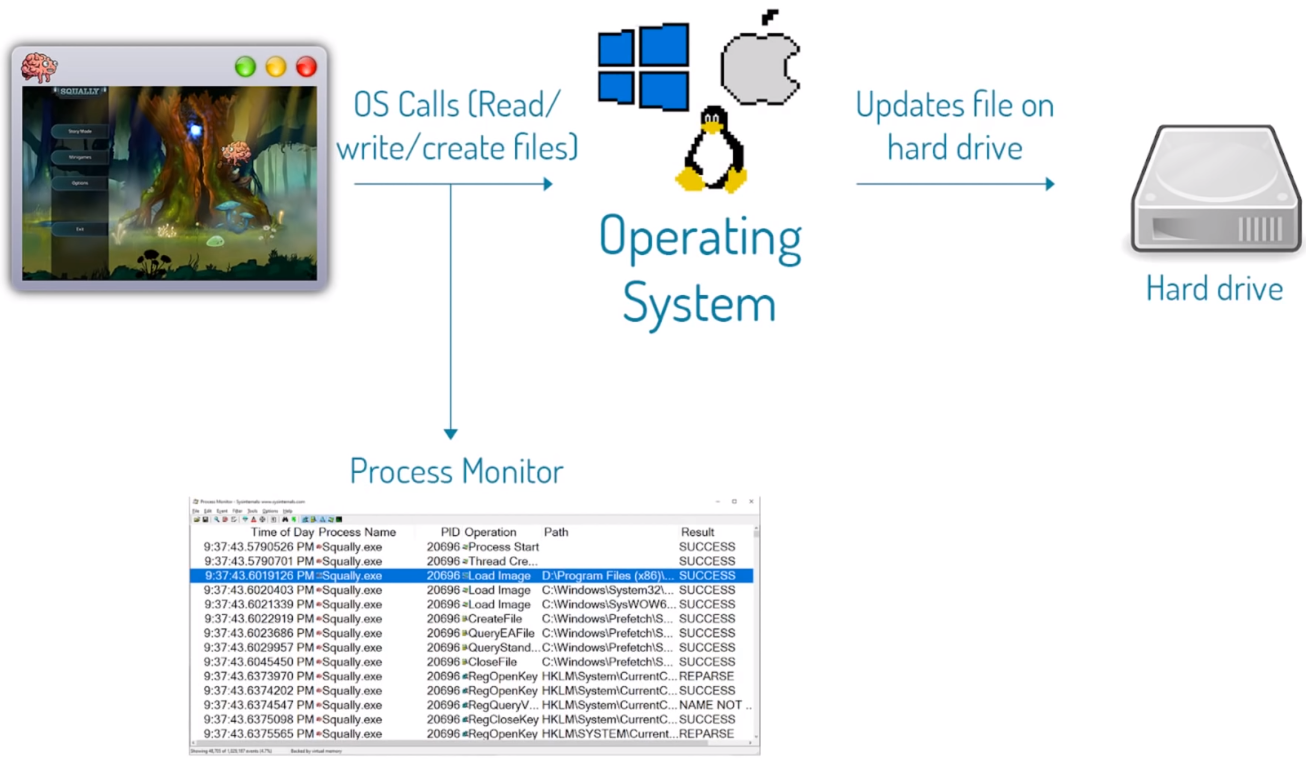 SQUALLY
Story Mode
Minigames
Options
Exit
OS Calls (Read/
write/create files)
Operating
System
Updates file on
hard drive
Hard drive
Process Monitor
Process Monitor - Sysinternals: www.sysinternals.com
File Edit Event Filter Tools Options Help
Time of Day Process Name PID Operation Path Result
9:37:43.5790526 PM Squally.exe 20696 Process Start SUCCESS
9:37:43.5790701 PM Squally.exe 20696 Thread Cre... SUCCESS
9:37:43.6019126 PM Squally.exe 20696 Load Image D:\Program Files (x86)\... SUCCESS
9:37:43.6020403 PM Squally.exe 20696 Load Image C:\Windows\System32\... SUCCESS
9:37:43.6021339 PM Squally.exe 20696 Load Image C:\Windows\SysWOW6... SUCCESS
9:37:43.6022919 PM Squally.exe 20696 CreateFile C:\Windows\Prefetch\S... SUCCESS
9:37:43.6023686 PM Squally.exe 20696 QueryEAFile C:\Windows\Prefetch\S... SUCCESS
9:37:43.6029957 PM Squally.exe 20696 QueryStand... C:\Windows\Prefetch\S... SUCCESS
9:37:43.6045450 PM Squally.exe 20696 CloseFile C:\Windows\Prefetch\S... SUCCESS
9:37:43.6373970 PM Squally.exe 20696 RegOpenKey HKLM\System\CurrentC... REPARSE
9:37:43.6374202 PM Squally.exe 20696 RegOpenKey HKLM\System\CurrentC... SUCCESS
9:37:43.6374547 PM Squally.exe 20696 RegQueryV... HKLM\System\CurrentC... NAME NOT ...
9:37:43.6375098 PM Squally.exe 20696 RegCloseKey HKLM\System\CurrentC... SUCCESS
9:37:43.6375565 PM Squally.exe 20696 RegOpenKey HKLM\SYSTEM\Current... REPARSE
Backed by virtual memory